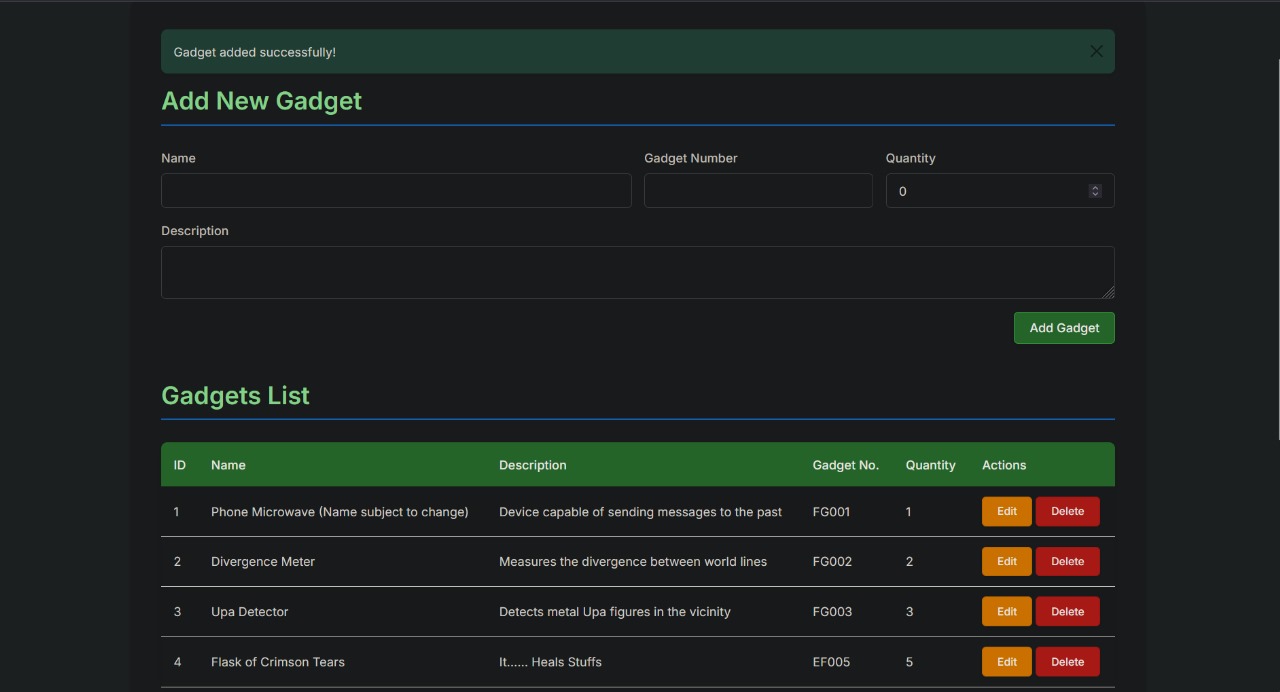 Gadget added successfully!
Add New Gadget
Name Gadget Number Quantity
0
Description
Add Gadget
Gadgets List
ID Name Description Gadget No. Quantity Actions
1 Phone Microwave (Name subject to change) Device capable of sending messages to the past FG001 1 Edit Delete
2 Divergence Meter Measures the divergence between world lines FG002 2 Edit Delete
3 Upa Detector Detects metal Upa figures in the vicinity FG003 3 Edit Delete
4 Flask of Crimson Tears It...... Heals Stuffs EF005 5 Edit Delete